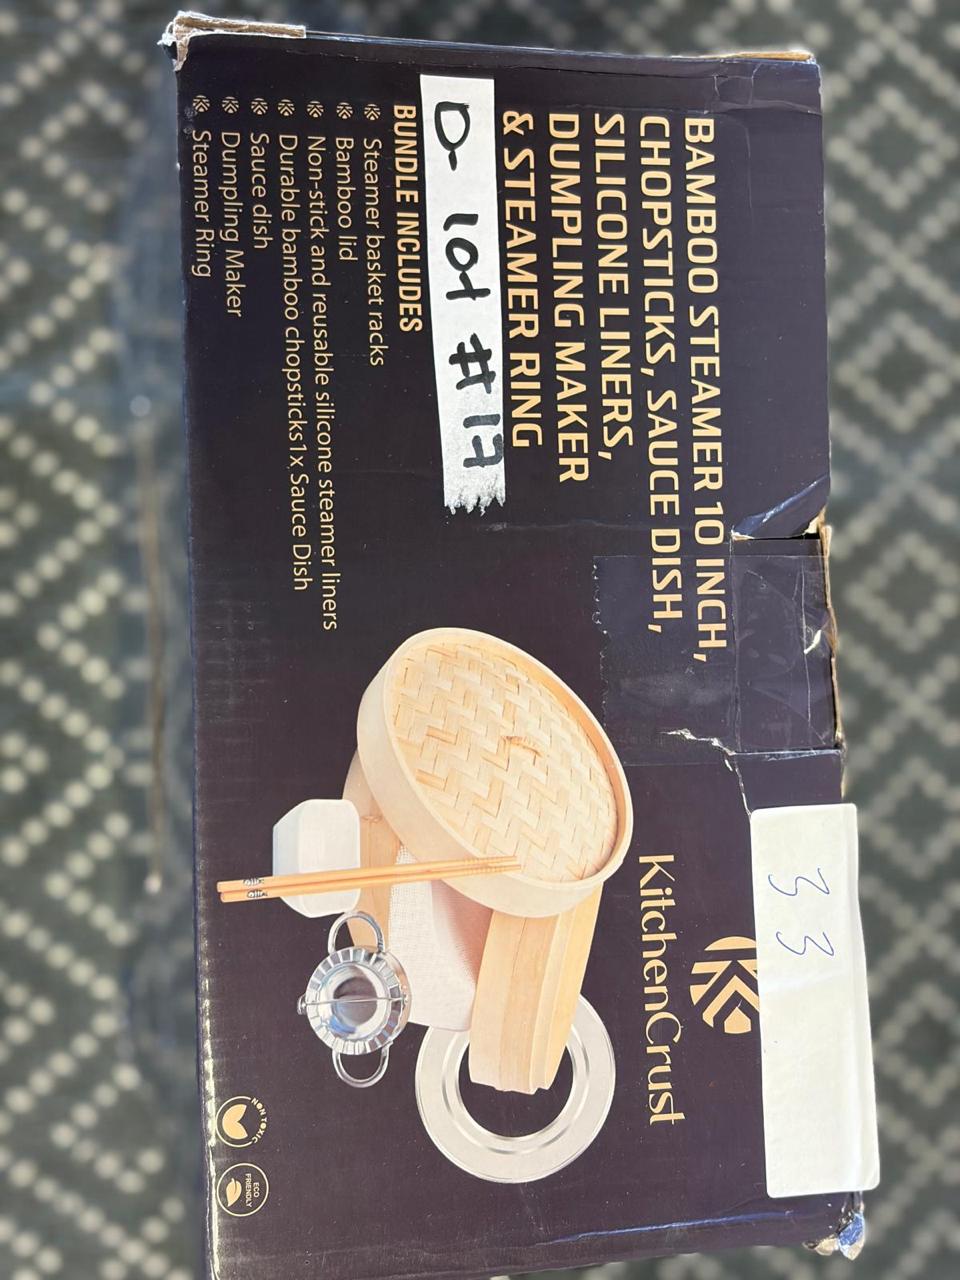 BAMBOO STEAMER 10 INCH,
CHOPSTICKS, SAUCE DISH,
SILICONE LINERS,
DUMPLING MAKER
& STEAMER RING
D- lot #12
BUNDLE INCLUDES
Steamer basket racks
Bamboo lid
Non-stick and reusable silicone steamer liners
Durable bamboo chopsticks1x Sauce Dish
Sauce dish
Dumpling Maker
Steamer Ring
33
KitchenCrust
NON TOXIC
ECO
FRIENDLY